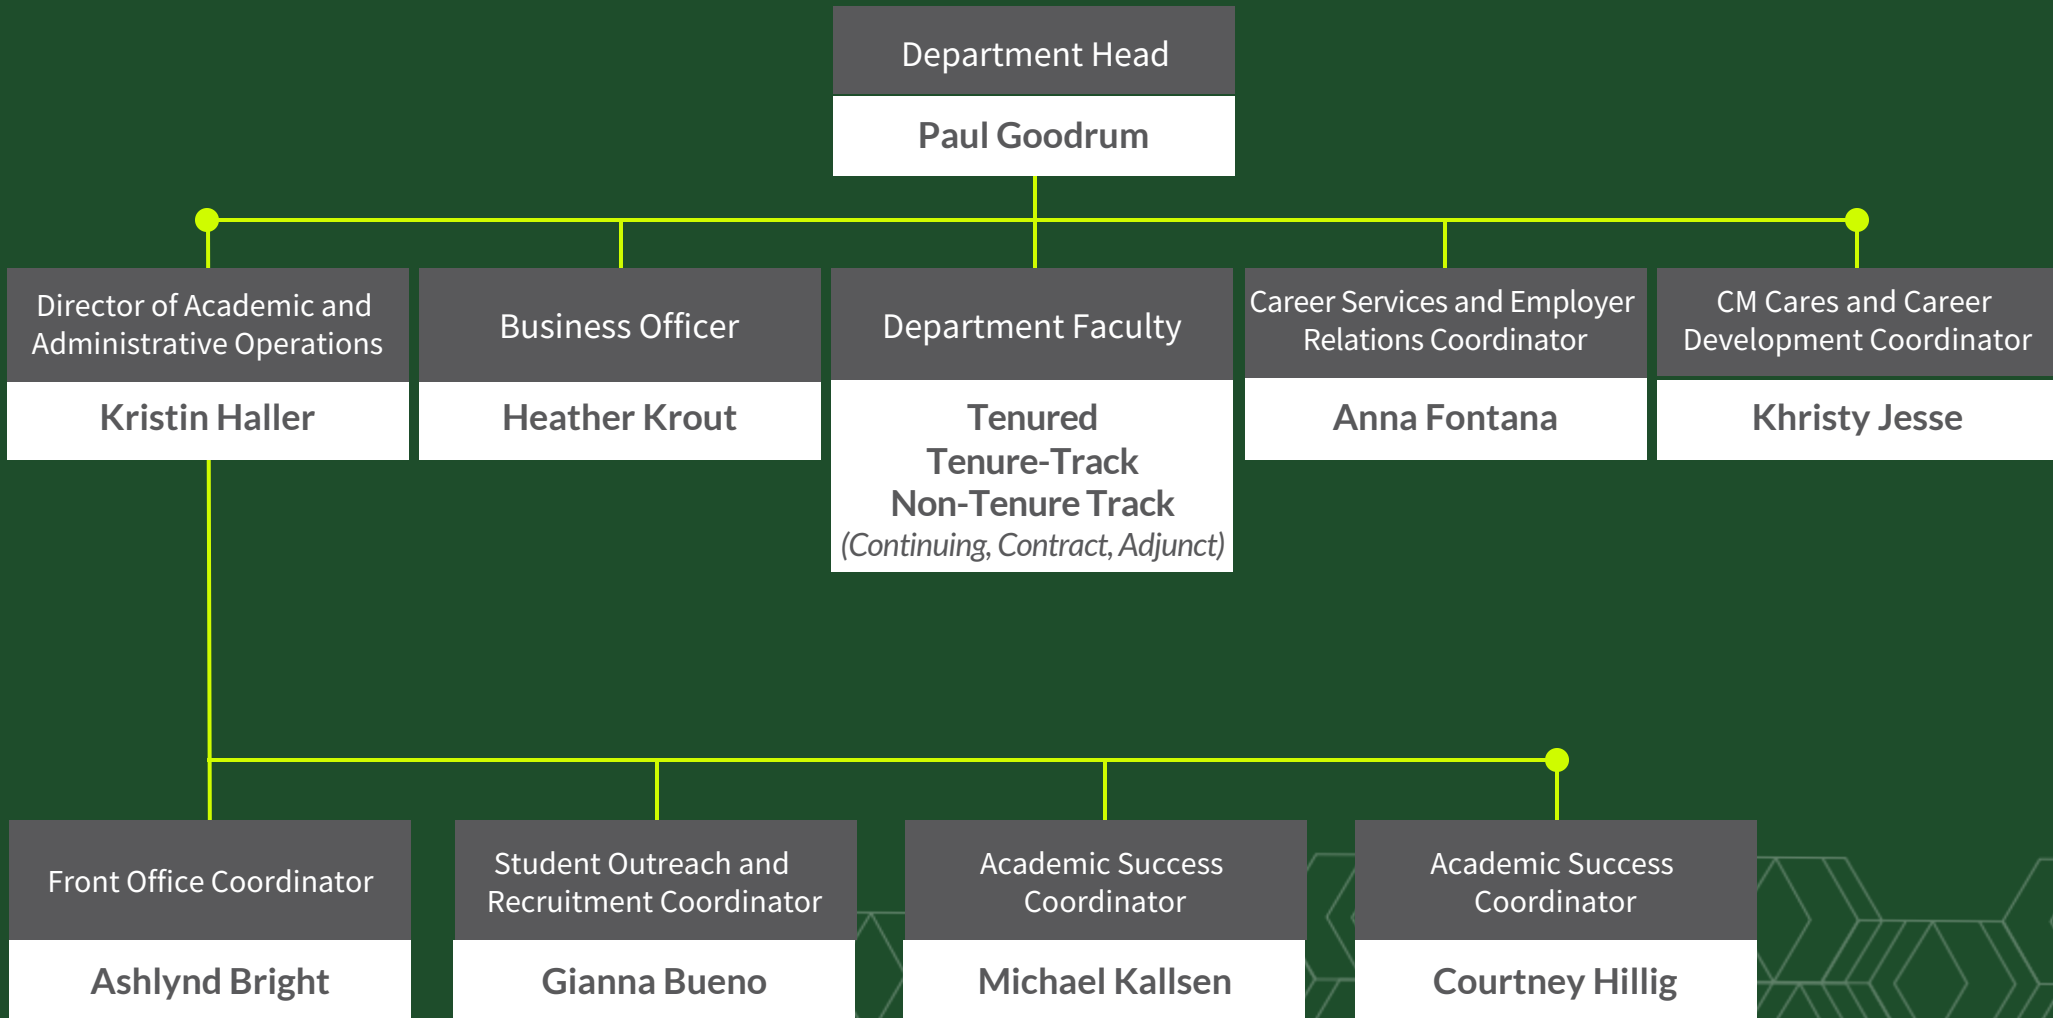 Department Head
Paul Goodrum
Director of Academic and
Administrative Operations
Kristin Haller
Business Officer
Heather Krout
Department Faculty
Tenured
Tenure-Track
Non-Tenure Track
(Continuing, Contract, Adjunct)
Career Services and Employer
Relations Coordinator
Anna Fontana
CM Cares and Career
Development Coordinator
Khristy Jesse
Front Office Coordinator
Ashlynd Bright
Student Outreach and
Recruitment Coordinator
Gianna Bueno
Academic Success
Coordinator
Michael Kallsen
Academic Success
Coordinator
Courtney Hillig